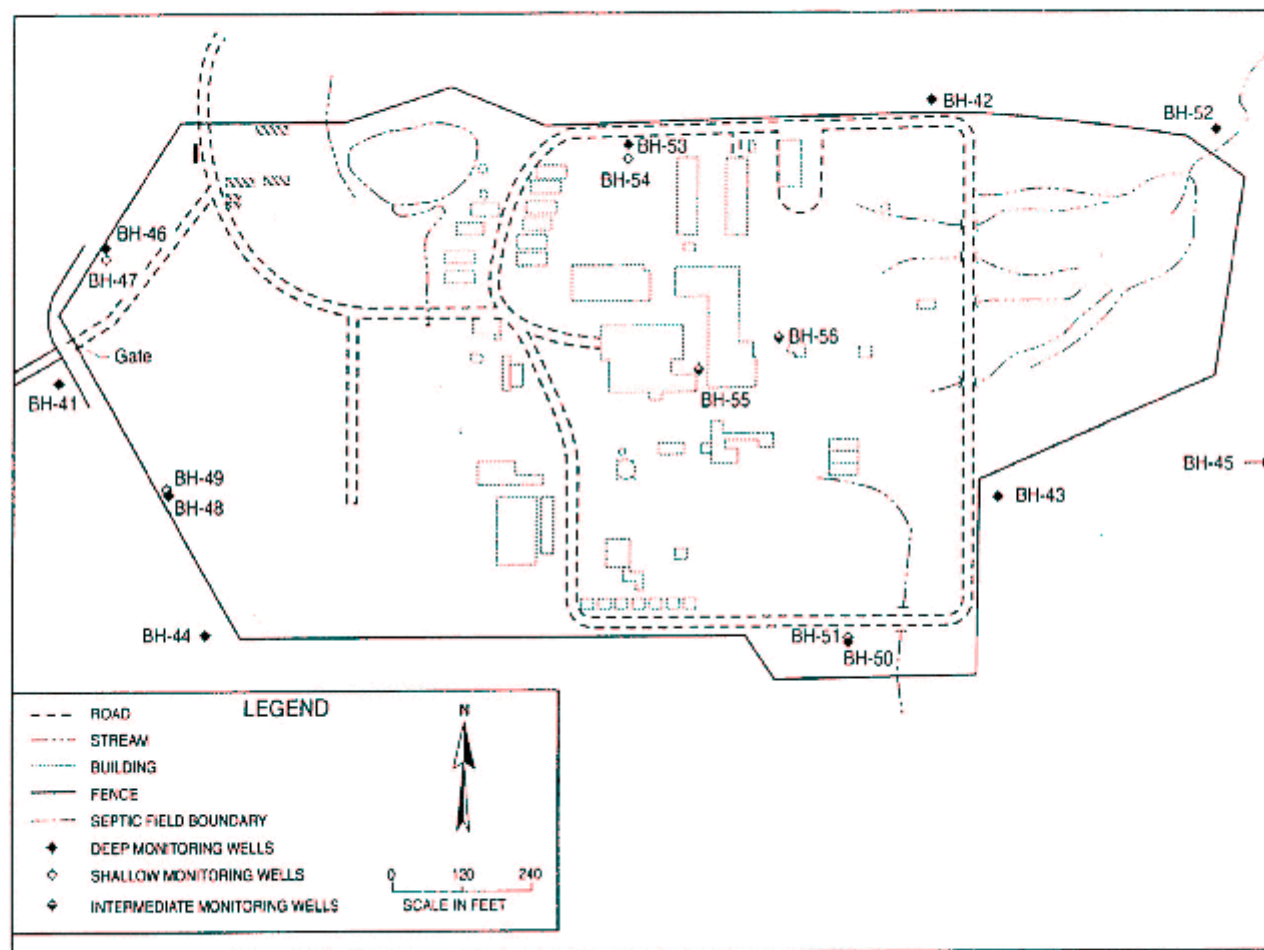 BH-42
BH-52
BH-53
BH-54
BH-46
BH-47
Gate
BH-56
BH-55
BH-41
BH-45
BH-49
BH-48
BH-43
BH-44
BH-51
BH-50
LEGEND
N
ROAD
STREAM
BUILDING
FENCE
SEPTIC FIELD BOUNDARY
DEEP MONITORING WELLS
SHALLOW MONITORING WELLS
INTERMEDIATE MONITORING WELLS
0 120 240
SCALE IN FEET